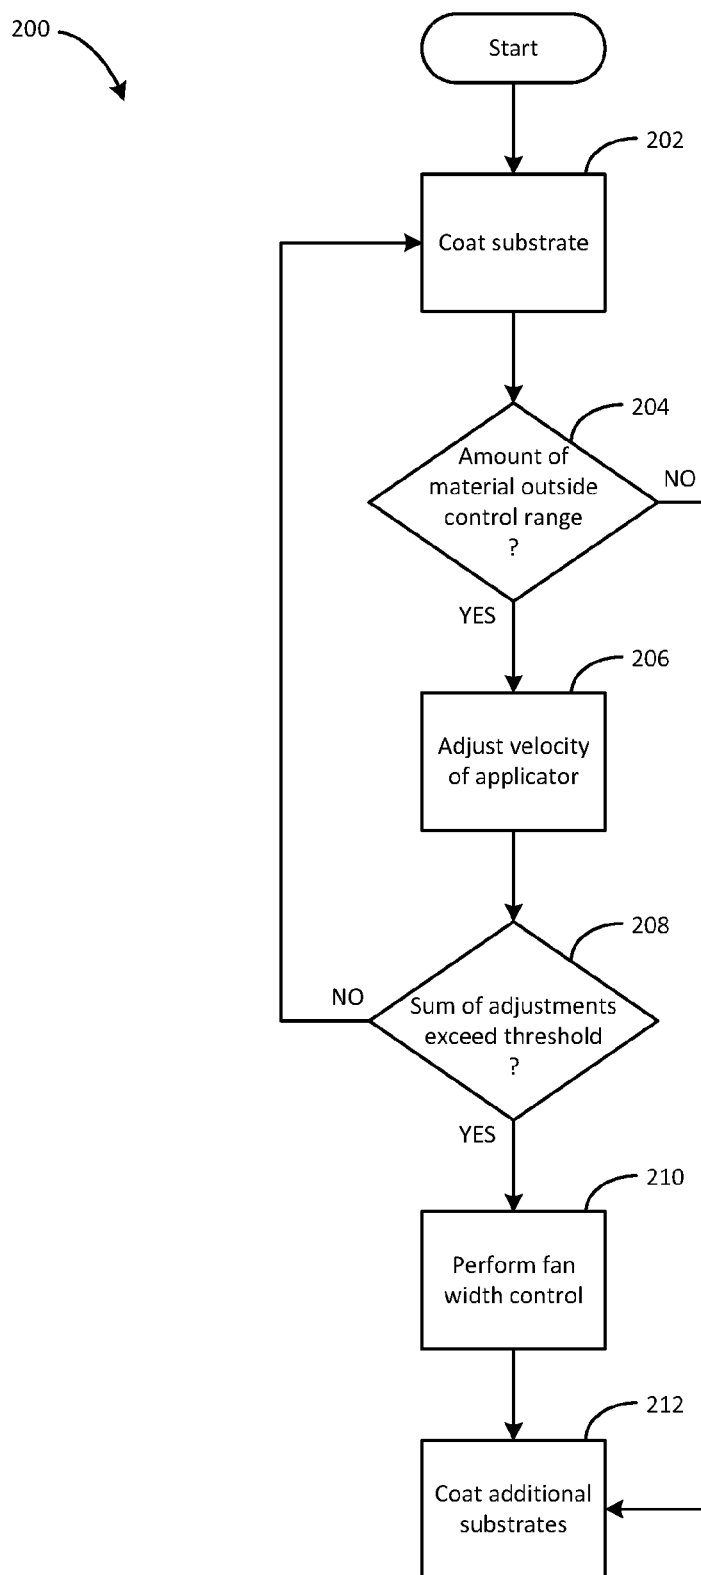 200
Start
202
Coat substrate
204
Amount of
material outside
control range
?
NO
YES
206
Adjust velocity
of applicator
208
NO
Sum of adjustments
exceed threshold
?
YES
210
Perform fan
width control
212
Coat additional
substrates